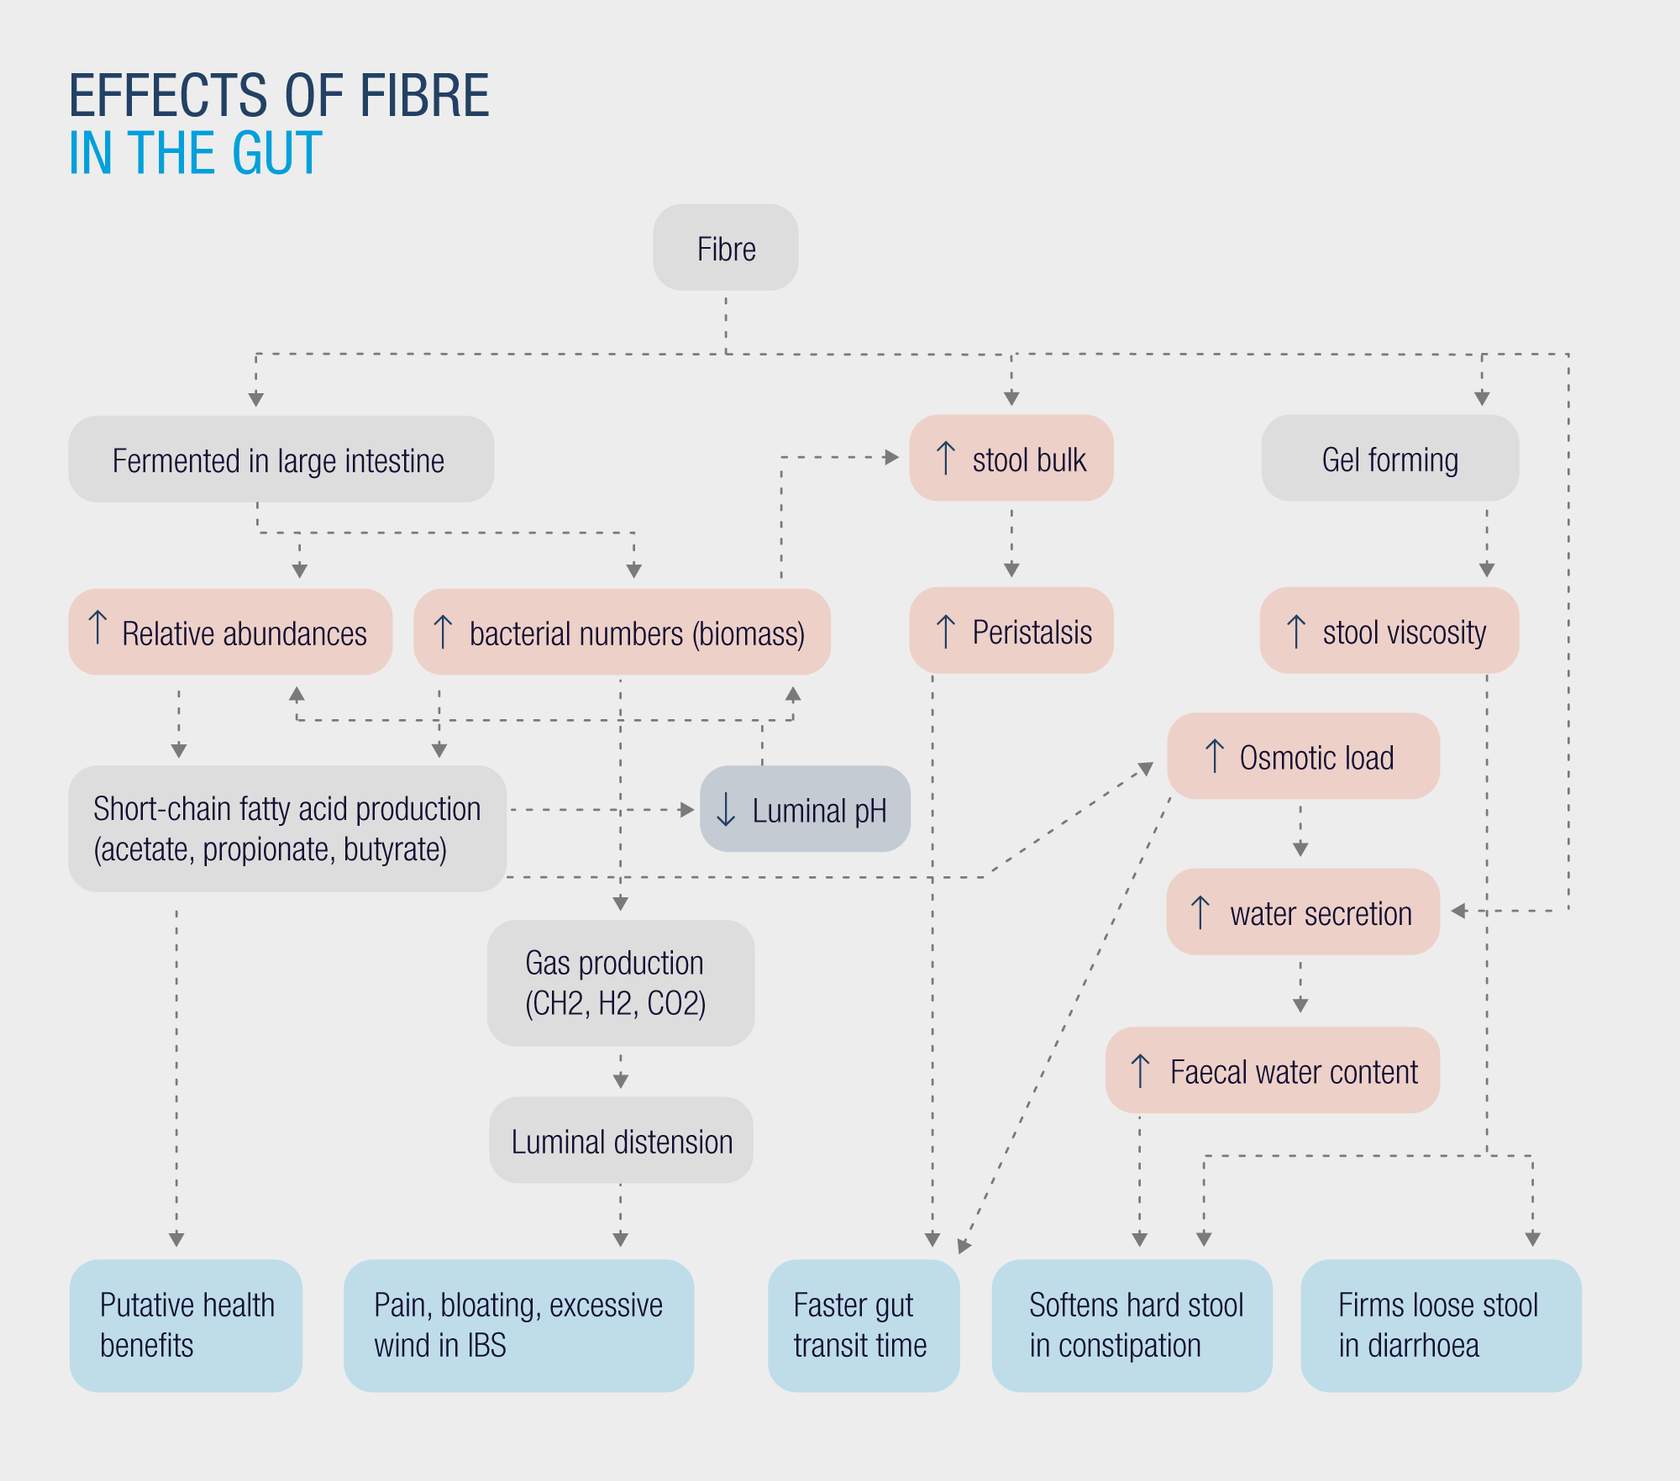 EFFECTS OF FIBRE
IN THE GUT
Fibre
Fermented in large intestine
↑ stool bulk
Gel forming
↑ Relative abundances
↑ bacterial numbers (biomass)
↑ Peristalsis
↑ stool viscosity
↑ Osmotic load
Short-chain fatty acid production
(acetate, propionate, butyrate)
↓ Luminal pH
↑ water secretion
Gas production
(CH2, H2, CO2)
↑ Faecal water content
Luminal distension
Putative health
benefits
Pain, bloating, excessive
wind in IBS
Faster gut
transit time
Softens hard stool
in constipation
Firms loose stool
in diarrhoea